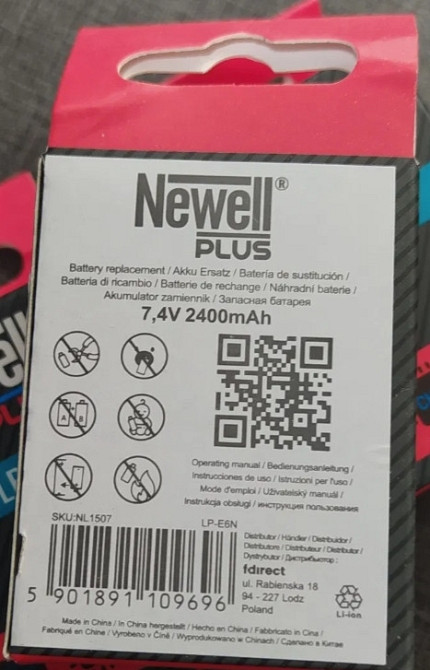 Newell®
PLUS
Battery replacement / Akku Ersatz / Batería de sustitución /
Batteria di ricambio / Batterie de rechange / Náhradní baterie /
Akumulator zamiennik / Запасная батарея
7,4V 2400mAh
A B
Operating manual / Bedienungsanleitung /
Instrucciones de uso / Istruzioni per l'uso /
Mode d'emploi / Uživatelský manuál /
Instrukcja obsługi / инструкция пользования
SKU:NL1507
LP-E6N
Distributor / Händler / Distribuidor /
Distributore / Distributeur / Distributor /
Dystrybutor / Дистрибьютор :
fdirect
ul. Rabienska 18
94 - 227 Lodz
Poland
5 901891 109696
Li-ion
Made in China / In China hergestellt / Hecho en China / Fabbricato in Cina /
Fabriqué en Chine / Vyrobeno v Číně / Wyprodukowano w Chinach / Сделано в Китае